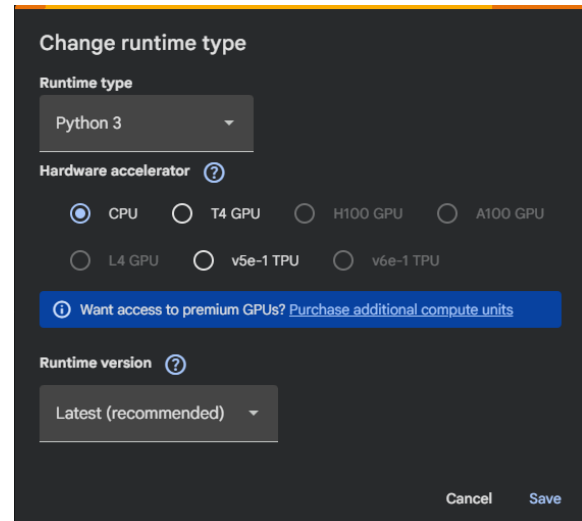 Change runtime type
Runtime type
Python 3
Hardware accelerator ?
CPU T4 GPU H100 GPU A100 GPU
L4 GPU v5e-1 TPU v6e-1 TPU
Want access to premium GPUs? Purchase additional compute units
Runtime version ?
Latest (recommended)
Cancel Save